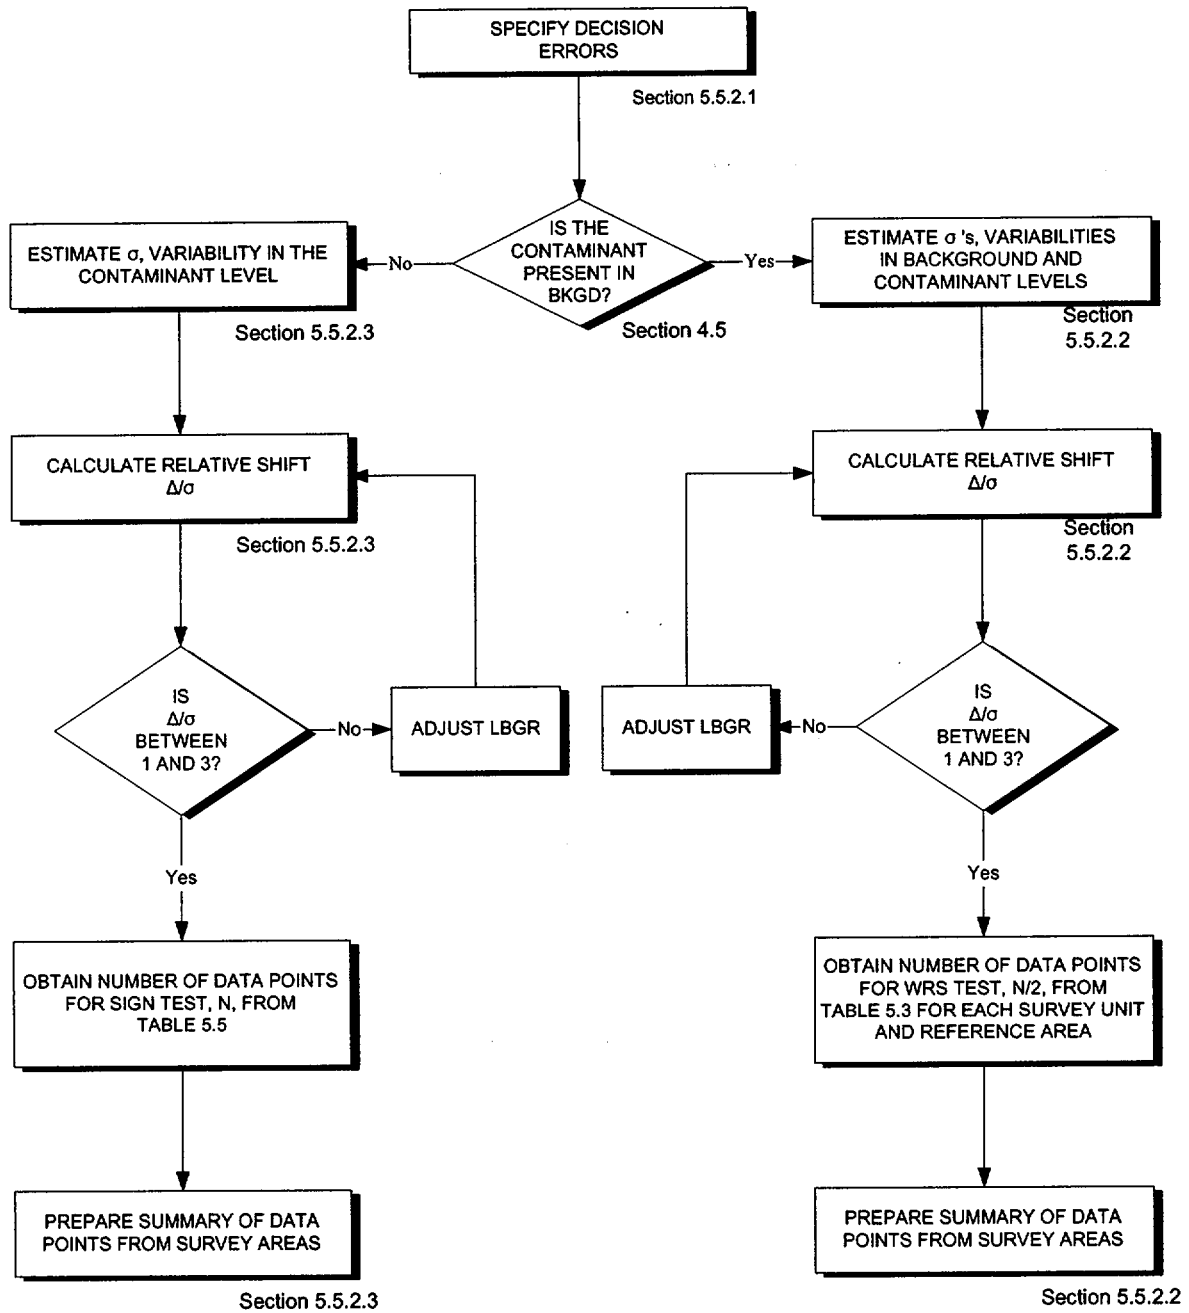 SPECIFY DECISION
ERRORS
Section 5.5.2.1
IS THE
CONTAMINANT
PRESENT IN
BKGD?
Section 4.5
No
Yes
ESTIMATE σ, VARIABILITY IN THE
CONTAMINANT LEVEL
Section 5.5.2.3
ESTIMATE σ 's, VARIABILITIES
IN BACKGROUND AND
CONTAMINANT LEVELS
Section
5.5.2.2
CALCULATE RELATIVE SHIFT
Δ/σ
Section 5.5.2.3
CALCULATE RELATIVE SHIFT
Δ/σ
Section
5.5.2.2
IS
Δ/σ
BETWEEN
1 AND 3?
No
ADJUST LBGR
ADJUST LBGR
No
IS
Δ/σ
BETWEEN
1 AND 3?
Yes
Yes
OBTAIN NUMBER OF DATA POINTS
FOR SIGN TEST, N, FROM
TABLE 5.5
OBTAIN NUMBER OF DATA POINTS
FOR WRS TEST, N/2, FROM
TABLE 5.3 FOR EACH SURVEY UNIT
AND REFERENCE AREA
PREPARE SUMMARY OF DATA
POINTS FROM SURVEY AREAS
Section 5.5.2.3
PREPARE SUMMARY OF DATA
POINTS FROM SURVEY AREAS
Section 5.5.2.2